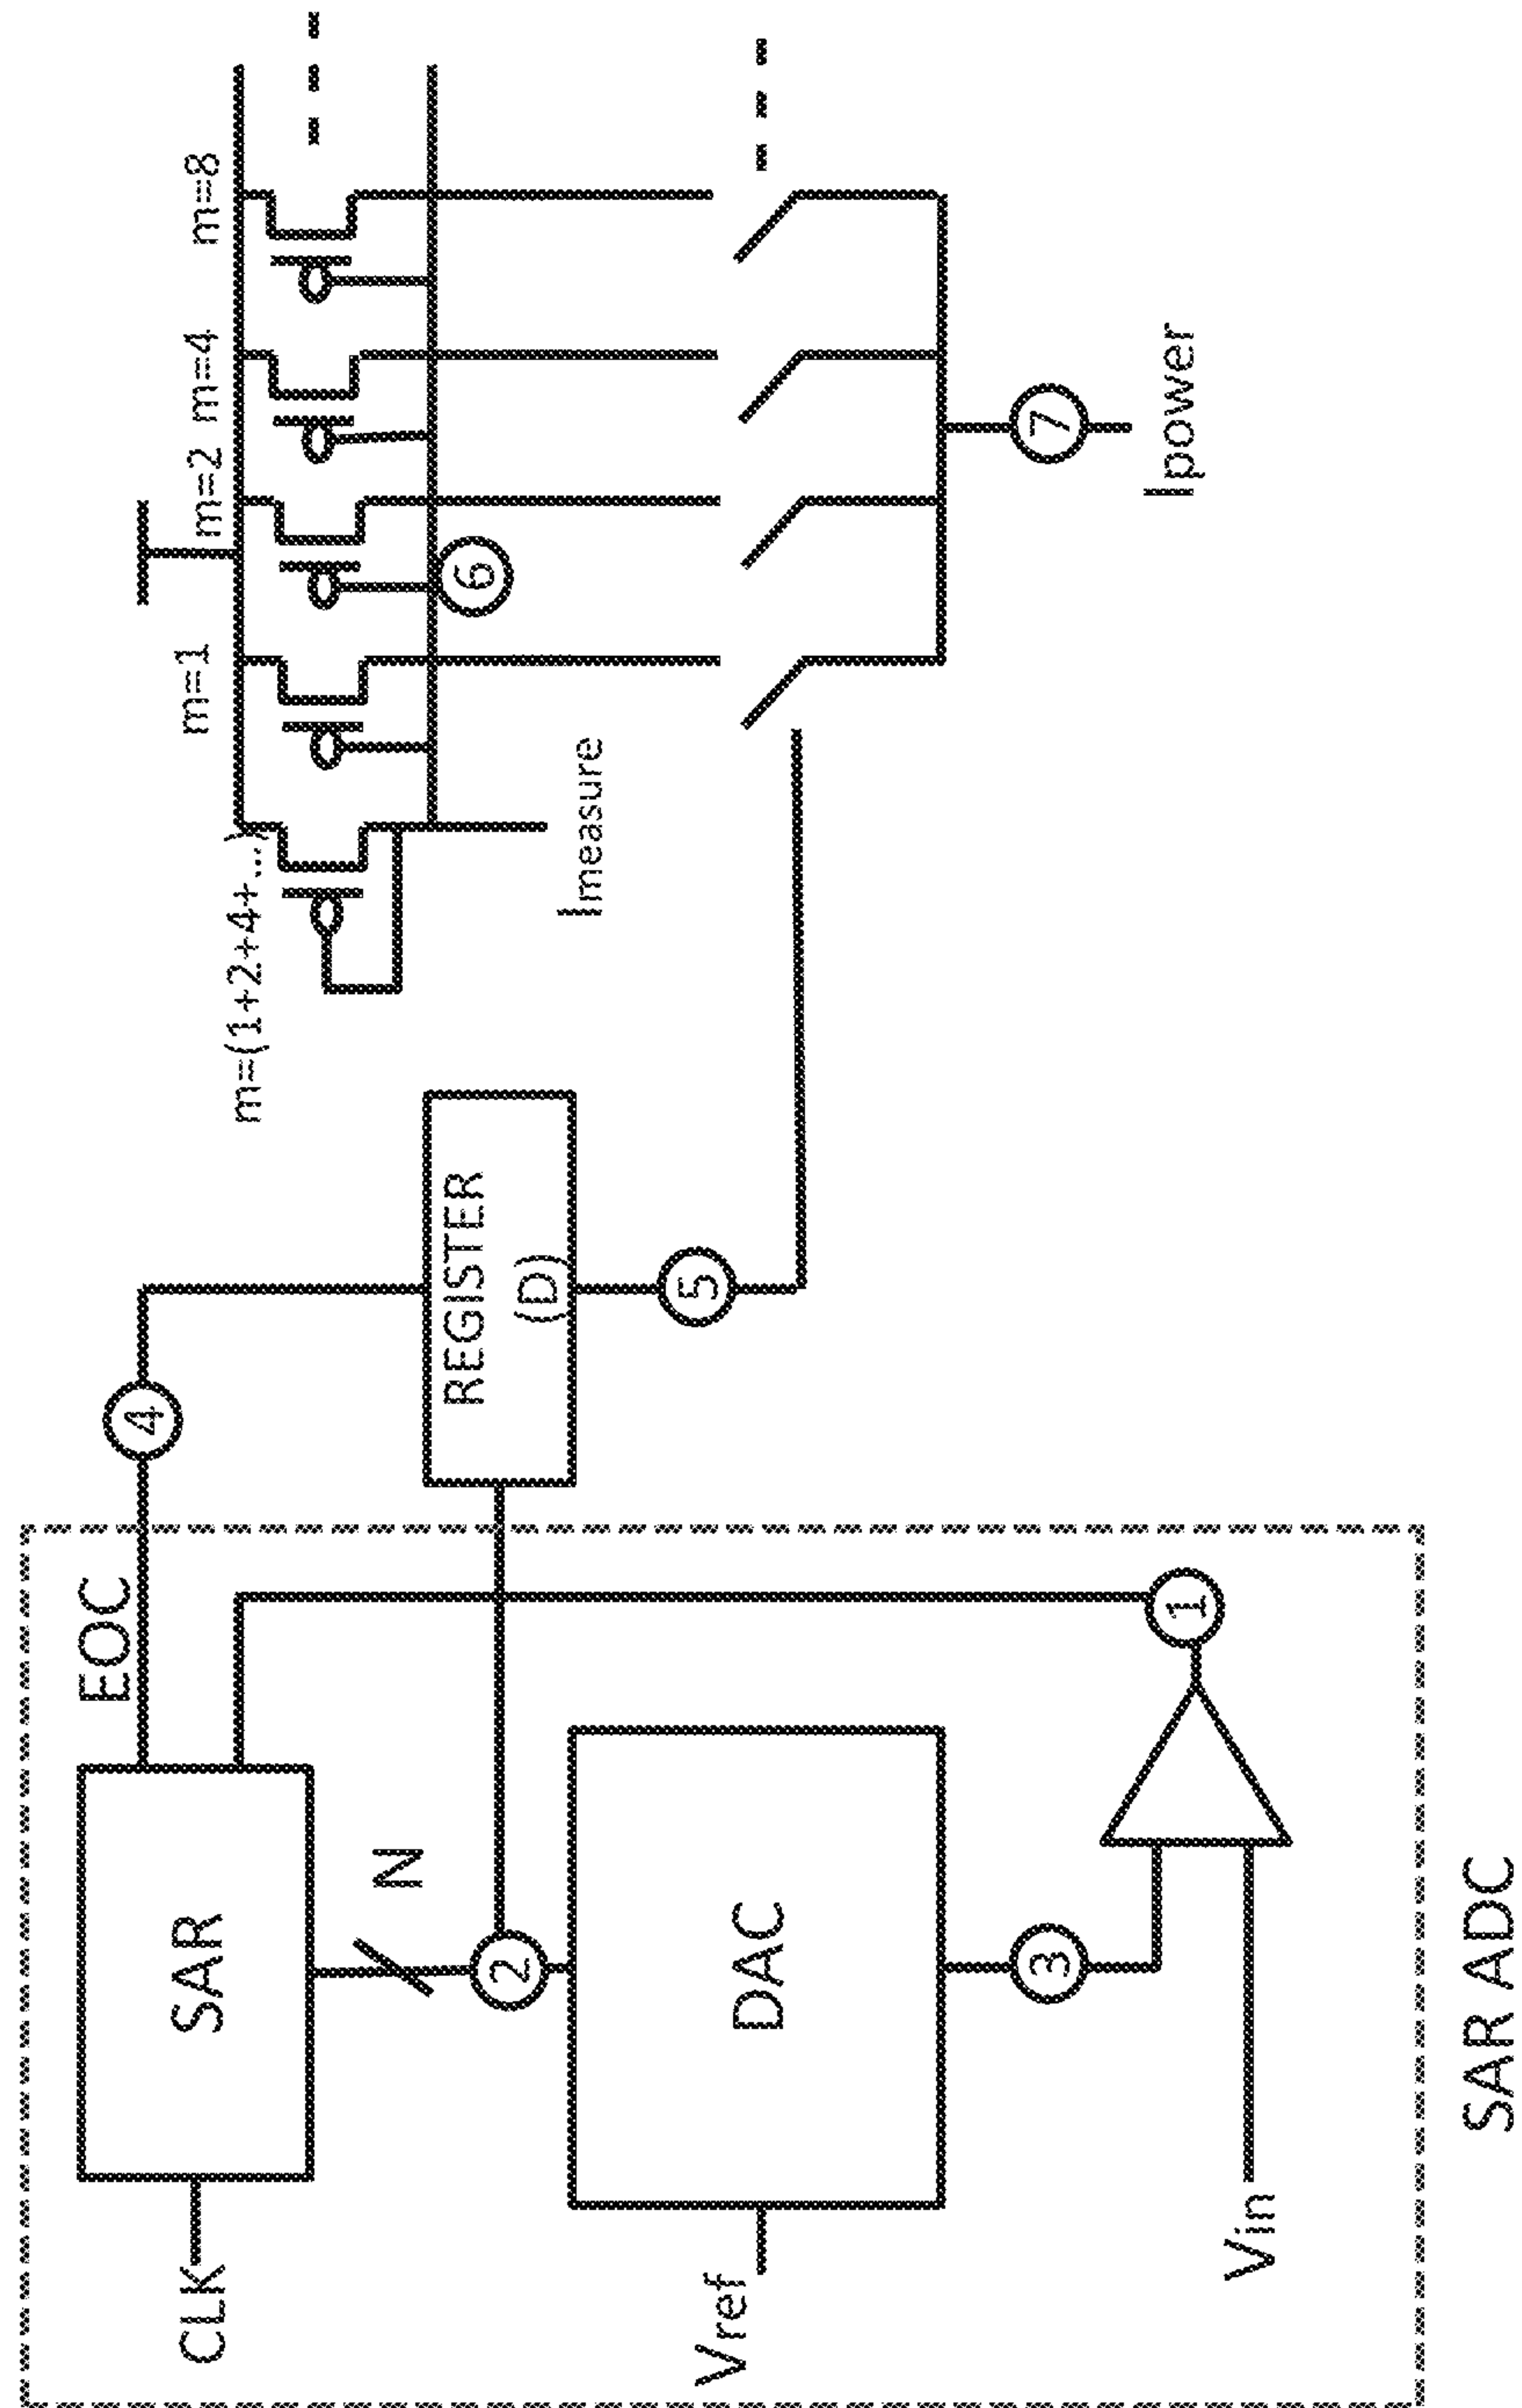 CLK
SAR
EOC
4
N
2
Vref
DAC
3
Vin
1
SAR ADC
REGISTER
(D)
5
m=(1+2+4+...)
m=1
m=2
m=4
m=8
6
Imeasure
7
Ipower